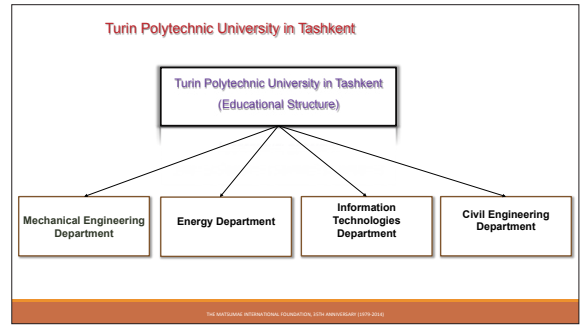 Turin Polytechnic University in Tashkent
Turin Polytechnic University in Tashkent
(Educational Structure)
Mechanical Engineering
Department
Energy Department
Information
Technologies
Department
Civil Engineering
Department
THE MATSUMAE INTERNATIONAL FOUNDATION, 35TH ANNIVERSARY (1979-2014)